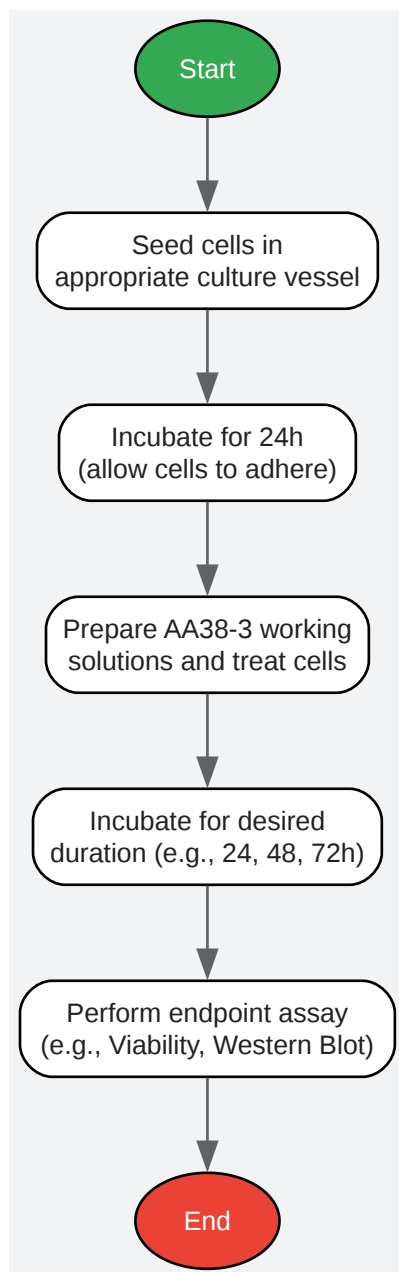 Start
Seed cells in
appropriate culture vessel
Incubate for 24h
(allow cells to adhere)
Prepare AA38-3 working
solutions and treat cells
Incubate for desired
duration (e.g., 24, 48, 72h)
Perform endpoint assay
(e.g., Viability, Western Blot)
End